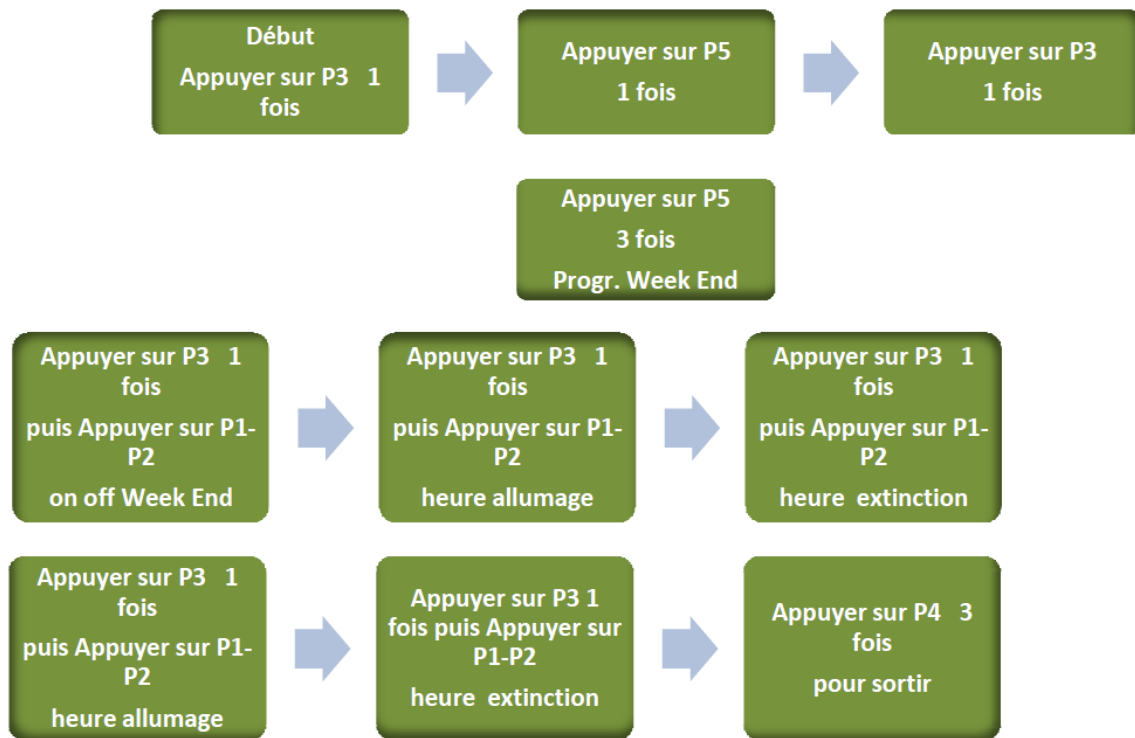 Début
Appuyer sur P3 1
fois
Appuyer sur P5
1 fois
Appuyer sur P3
1 fois
Appuyer sur P5
3 fois
Progr. Week End
Appuyer sur P3 1
fois
puis Appuyer sur P1-
P2
on off Week End
Appuyer sur P3 1
fois
puis Appuyer sur P1-
P2
heure allumage
Appuyer sur P3 1
fois
puis Appuyer sur P1-
P2
heure extinction
Appuyer sur P3 1
fois
puis Appuyer sur P1-
P2
heure allumage
Appuyer sur P3 1
fois puis Appuyer sur
P1-P2
heure extinction
Appuyer sur P4 3
fois
pour sortir